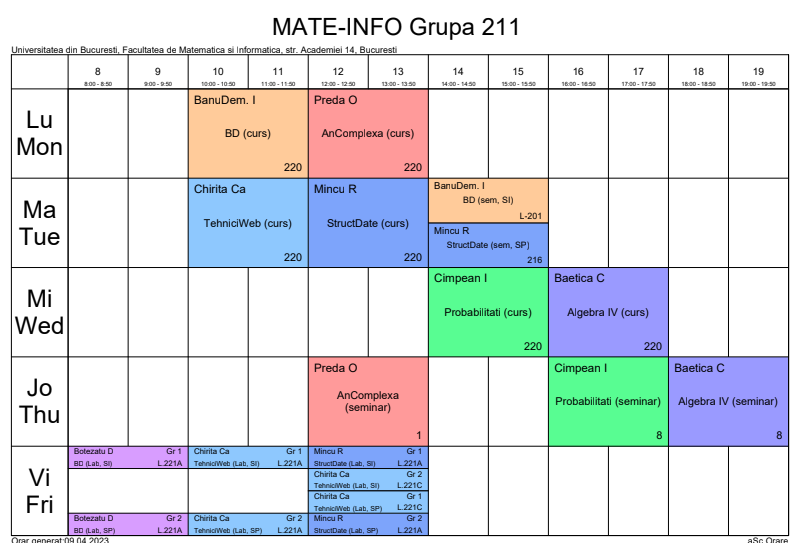 MATE-INFO Grupa 211
Universitatea din Bucuresti, Facultatea de Matematica si Informatica, str. Academiei 14, Bucuresti
8 9 10 11 12 13 14 15 16 17 18 19
8:00 - 8:50 9:00 - 9:50 10:00 - 10:50 11:00 - 11:50 12:00 - 12:50 13:00 - 13:50 14:00 - 14:50 15:00 - 15:50 16:00 - 16:50 17:00 - 17:50 18:00 - 18:50 19:00 - 19:50
Lu
Mon
BanuDem. I
BD (curs)
220
Preda O
AnComplexa (curs)
220
Ma
Tue
Chirita Ca
TehniciWeb (curs)
220
Mincu R
StructDate (curs)
220
BanuDem. I
BD (sem, SI)
L-201
Mincu R
StructDate (sem, SP)
216
Mi
Wed
Cimpean I
Probabilitati (curs)
220
Baetica C
Algebra IV (curs)
220
Jo
Thu
Preda O
AnComplexa
(seminar)
1
Cimpean I
Probabilitati (seminar)
8
Baetica C
Algebra IV (seminar)
8
Vi
Fri
Botezatu D Gr 1
BD (Lab, SI) L.221A
Chirita Ca Gr 1
TehniciWeb (Lab, SI) L.221A
Mincu R Gr 1
StructDate (Lab, SI) L.221A
Chirita Ca Gr 2
TehniciWeb (Lab, SI) L.221C
Chirita Ca Gr 1
TehniciWeb (Lab, SP) L.221C
Botezatu D Gr 2
BD (Lab, SP) L.221A
Chirita Ca Gr 2
TehniciWeb (Lab, SP) L.221A
Mincu R Gr 2
StructDate (Lab, SP) L.221A
Orar generat:09.04.2023 aSc Orare